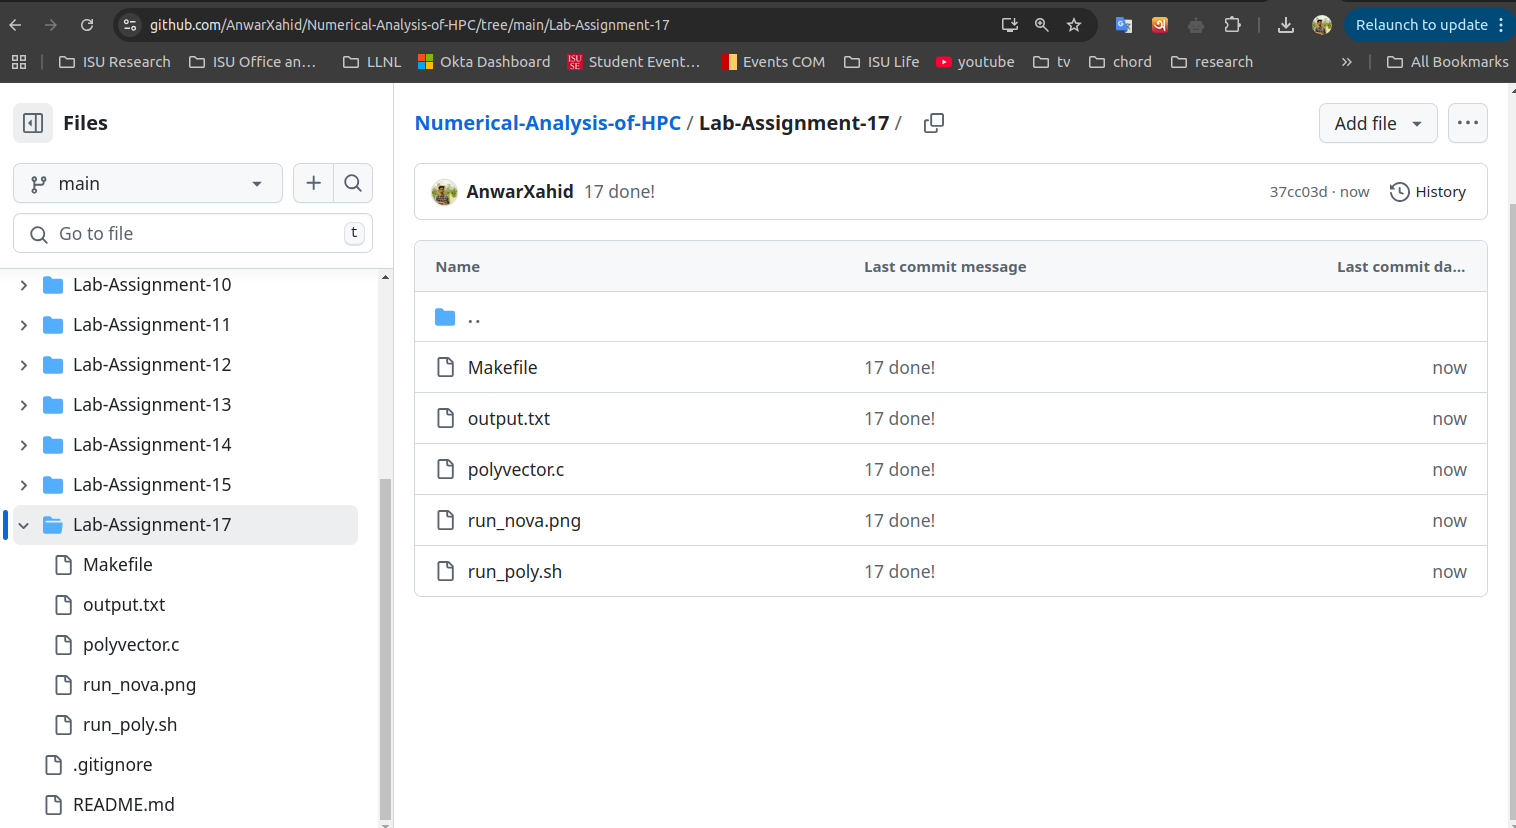 github.com/AnwarXahid/Numerical-Analysis-of-HPC/tree/main/Lab-Assignment-17
Relaunch to update
ISU Research
ISU Office an...
LLNL
Okta Dashboard
ISU SE
Student Event...
Events COM
ISU Life
youtube
tv
chord
research
»
All Bookmarks
Files
Numerical-Analysis-of-HPC / Lab-Assignment-17 /
Add file
main
AnwarXahid 17 done!
37cc03d · now
History
Go to file
t
Name
Last commit message
Last commit da...
..
Makefile 17 done! now
output.txt 17 done! now
polyvector.c 17 done! now
run_nova.png 17 done! now
run_poly.sh 17 done! now
Lab-Assignment-10
Lab-Assignment-11
Lab-Assignment-12
Lab-Assignment-13
Lab-Assignment-14
Lab-Assignment-15
Lab-Assignment-17
Makefile
output.txt
polyvector.c
run_nova.png
run_poly.sh
.gitignore
README.md